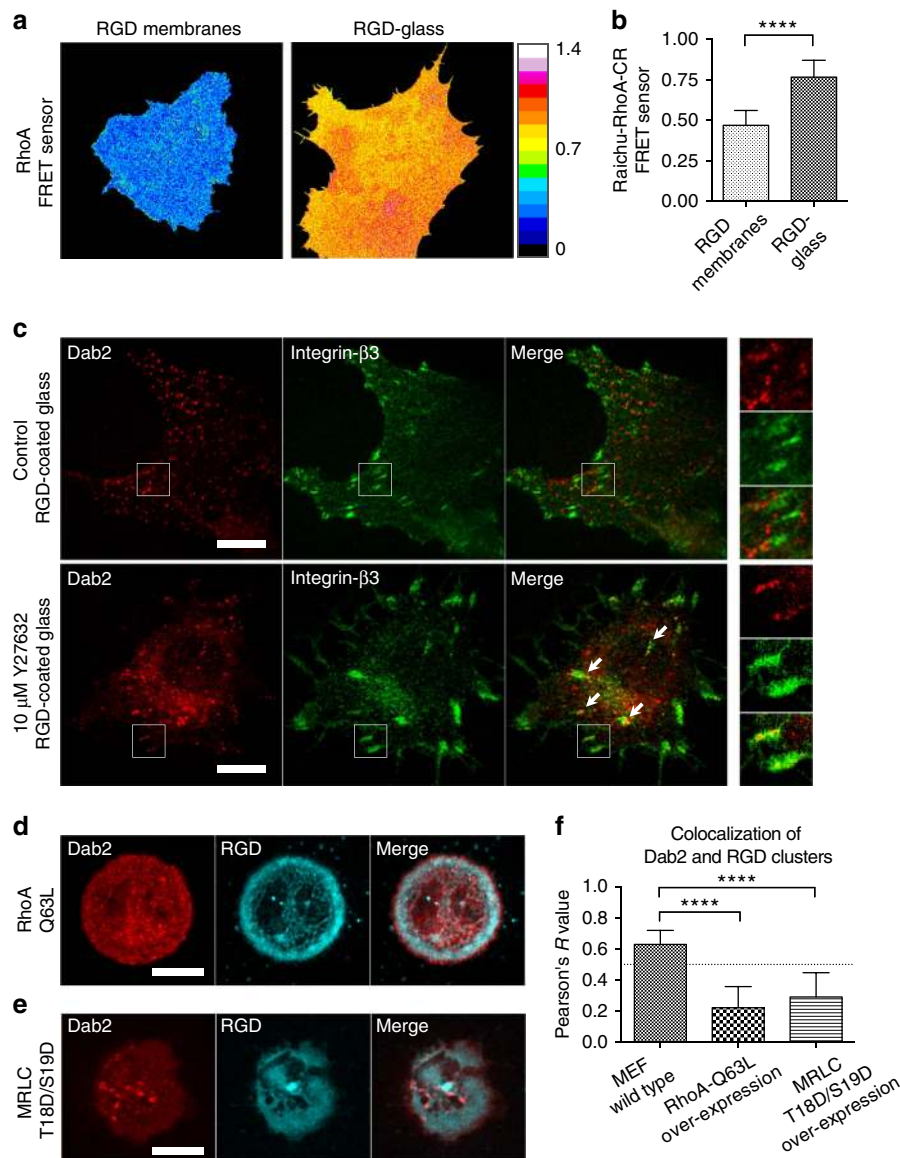 a
RGD membranes
RGD-glass
RhoA
FRET sensor
1.4
0.7
0
b
****
Raichu-RhoA-CR
FRET sensor
1.00
0.75
0.50
0.25
0.00
RGD
membranes
RGD-
glass
c
Control
RGD-coated glass
Dab2
Integrin-β3
Merge
10 μM Y27632
RGD-coated glass
Dab2
Integrin-β3
Merge
d
RhoA
Q63L
Dab2
RGD
Merge
e
MRLC
T18D/S19D
Dab2
RGD
Merge
f
Colocalization of
Dab2 and RGD clusters
****
****
Pearson's R value
1.0
0.8
0.6
0.4
0.2
0.0
MEF
wild type
RhoA-Q63L
over-expression
MRLC
T18D/S19D
over-expression